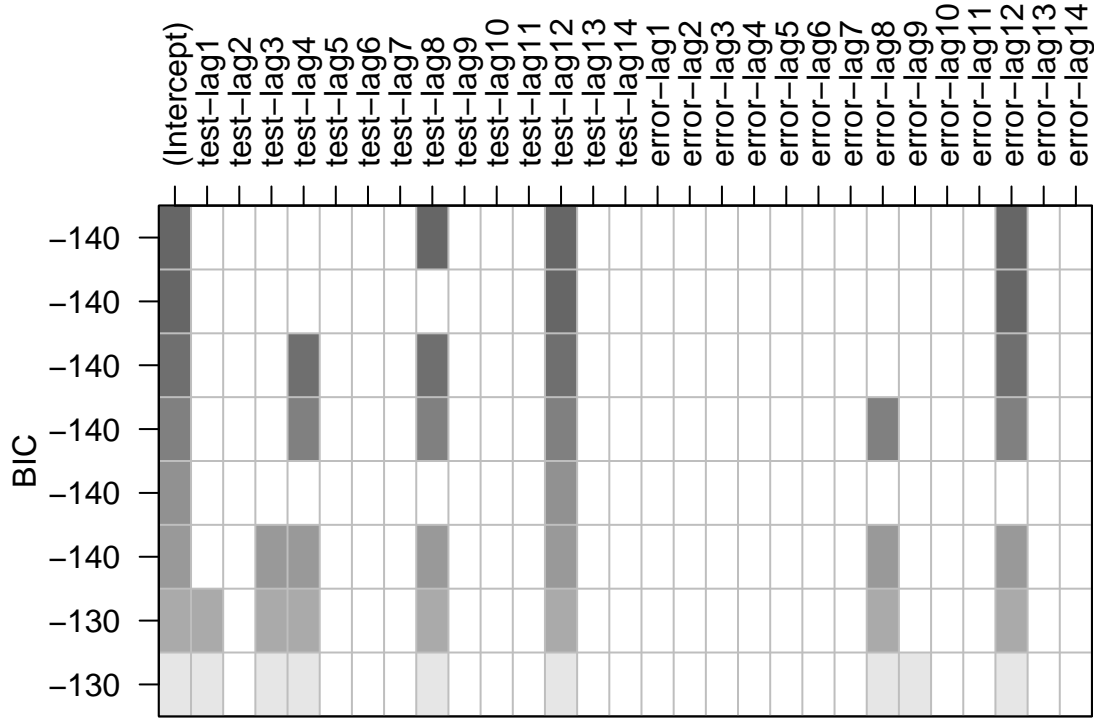 (Intercept)
test−lag1
test−lag2
test−lag3
test−lag4
test−lag5
test−lag6
test−lag7
test−lag8
test−lag9
test−lag10
test−lag11
test−lag12
test−lag13
test−lag14
error−lag1
error−lag2
error−lag3
error−lag4
error−lag5
error−lag6
error−lag7
error−lag8
error−lag9
error−lag10
error−lag11
error−lag12
error−lag13
error−lag14
BIC
−140
−140
−140
−140
−140
−140
−130
−130